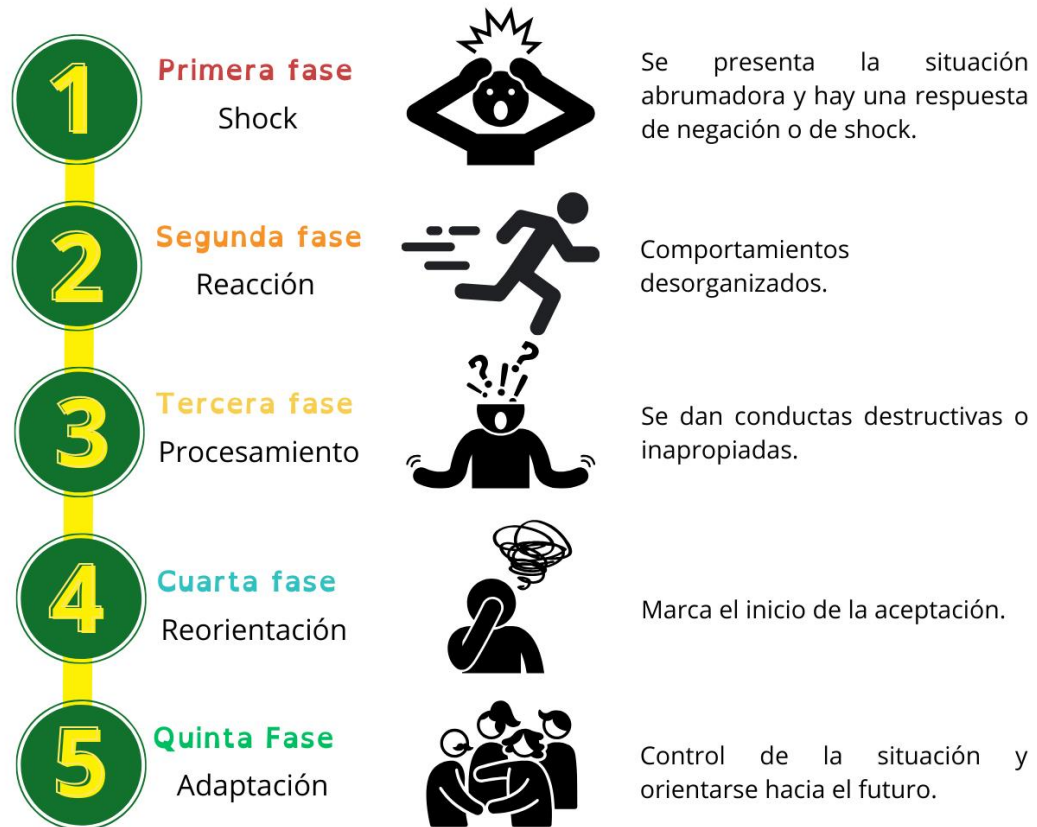 1
Primera fase
Shock
Se presenta la situación
abrumadora y hay una respuesta
de negación o de shock.
2
Segunda fase
Reacción
Comportamientos
desorganizados.
3
Tercera fase
Procesamiento
?!!?
Se dan conductas destructivas o
inapropiadas.
4
Cuarta fase
Reorientación
Marca el inicio de la aceptación.
5
Quinta Fase
Adaptación
Control de la situación y
orientarse hacia el futuro.